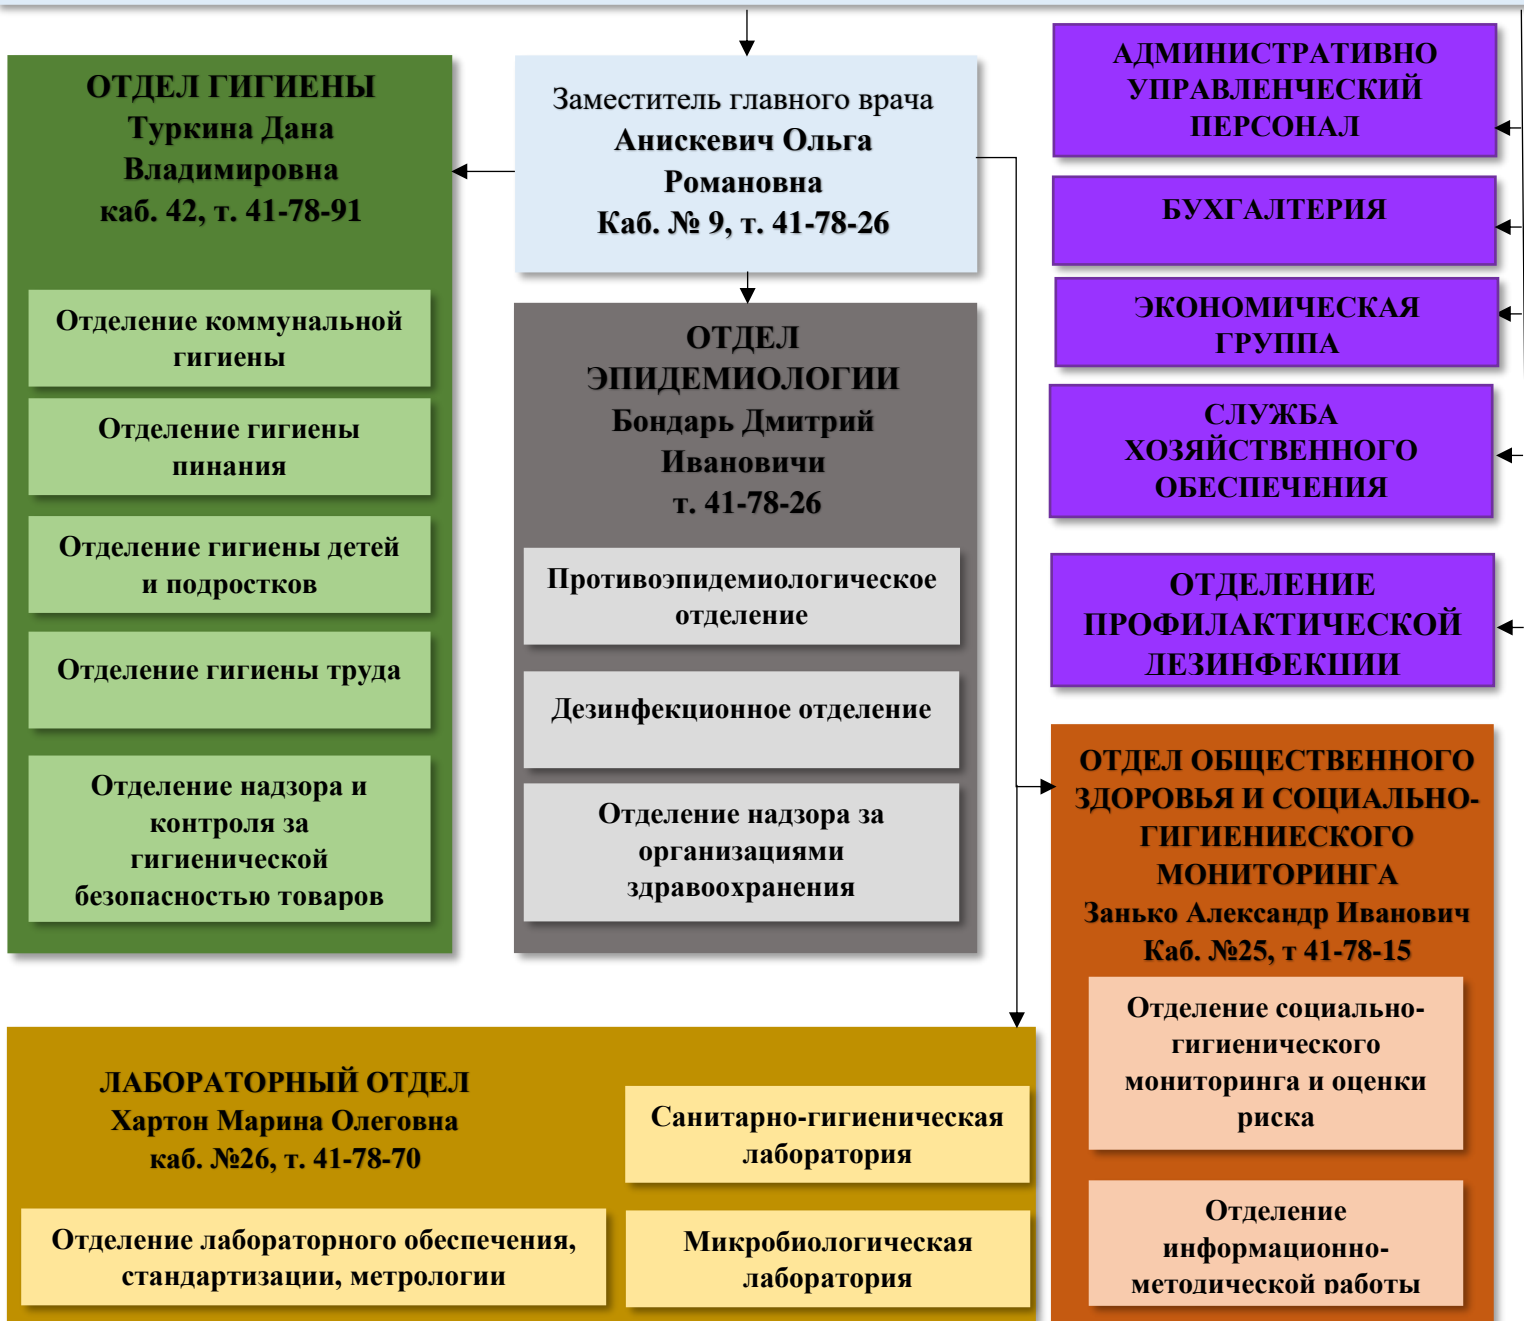 ОТДЕЛ ГИГИЕНЫ
Туркина Дана
Владимировна
каб. 42, т. 41-78-91
Отделение коммунальной
гигиены
Отделение гигиены
пинания
Отделение гигиены детей
и подростков
Отделение гигиены труда
Отделение надзора и
контроля за
гигиенической
безопасностью товаров
Заместитель главного врача
Анискевич Ольга
Романовна
Каб. № 9, т. 41-78-26
ОТДЕЛ
ЭПИДЕМИОЛОГИИ
Бондарь Дмитрий
Ивановичи
т. 41-78-26
Противоэпидемиологическое
отделение
Дезинфекционное отделение
Отделение надзора за
организациями
здравоохранения
АДМИНИСТРАТИВНО
УПРАВЛЕНЧЕСКИЙ
ПЕРСОНАЛ
БУХГАЛТЕРИЯ
ЭКОНОМИЧЕСКАЯ
ГРУППА
СЛУЖБА
ХОЗЯЙСТВЕННОГО
ОБЕСПЕЧЕНИЯ
ОТДЕЛЕНИЕ
ПРОФИЛАКТИЧЕСКОЙ
ДЕЗИНФЕКЦИИ
ОТДЕЛ ОБЩЕСТВЕННОГО
ЗДОРОВЬЯ И СОЦИАЛЬНО-
ГИГИЕНИЕСКОГО
МОНИТОРИНГА
Занько Александр Иванович
Каб. №25, т 41-78-15
Отделение социально-
гигиенического
мониторинга и оценки
риска
Отделение
информационно-
методической работы
ЛАБОРАТОРНЫЙ ОТДЕЛ
Хартон Марина Олеговна
каб. №26, т. 41-78-70
Отделение лабораторного обеспечения,
стандартизации, метрологии
Санитарно-гигиеническая
лаборатория
Микробиологическая
лаборатория